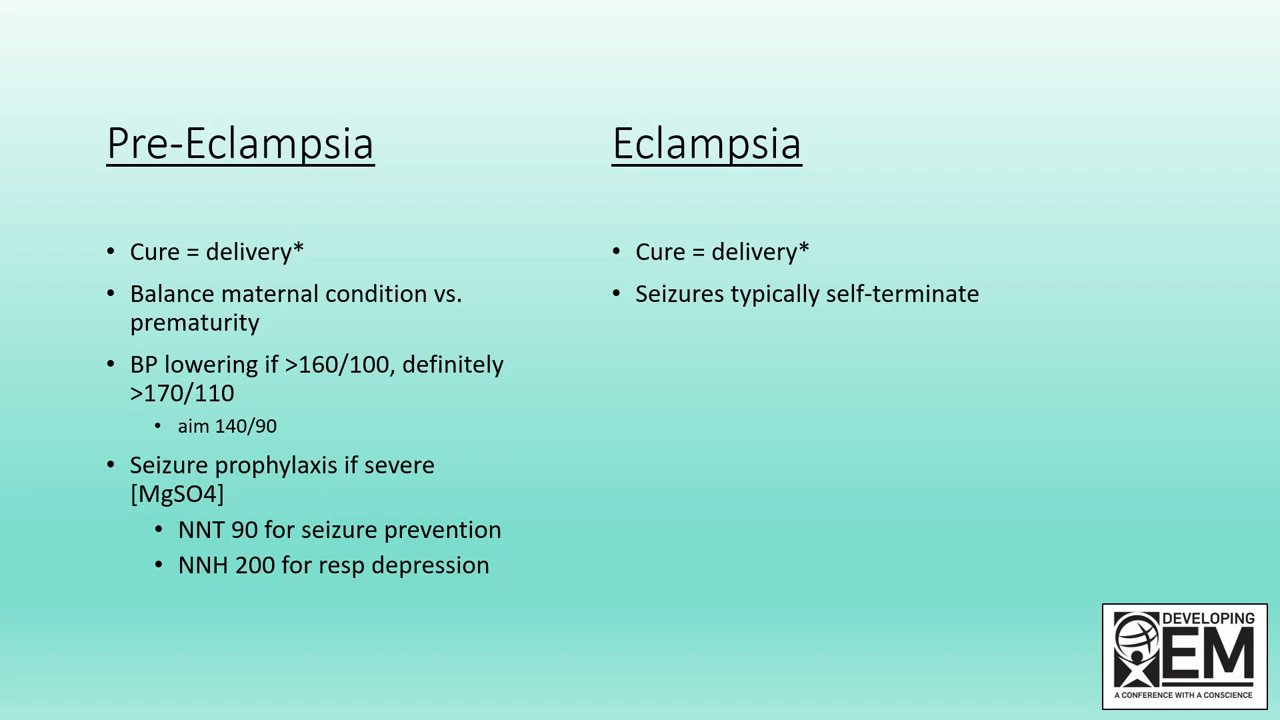 Pre-Eclampsia
• Cure = delivery*
• Balance maternal condition vs.
prematurity
• BP lowering if >160/100, definitely
>170/110
• aim 140/90
• Seizure prophylaxis if severe
[MgSO4]
• NNT 90 for seizure prevention
• NNH 200 for resp depression
Eclampsia
• Cure = delivery*
• Seizures typically self-terminate
DEVELOPING
EM
A CONFERENCE WITH A CONSCIENCE